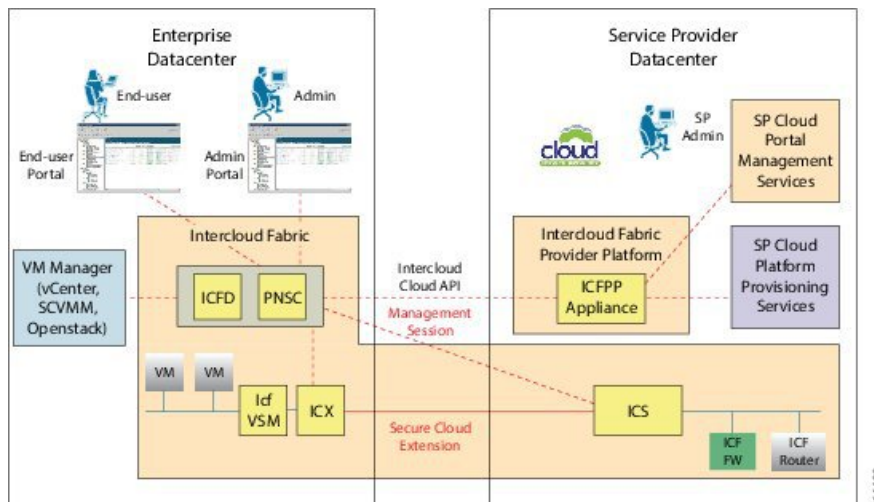 Enterprise
Datacenter
End-user
Admin
End-user
Portal
Admin
Portal
Intercloud Fabric
VM Manager
(vCenter,
SCVMM,
Openstack)
ICFD
PNSC
VM
VM
Icf
VSM
ICX
Intercloud
Cloud API
Management
Session
Secure Cloud
Extension
Service Provider
Datacenter
cloud
SP
Admin
SP Cloud
Portal
Management
Services
Intercloud Fabric
Provider Platform
ICFPP
Appliance
SP Cloud
Platform
Provisioning
Services
ICS
ICF
FW
ICF
Router